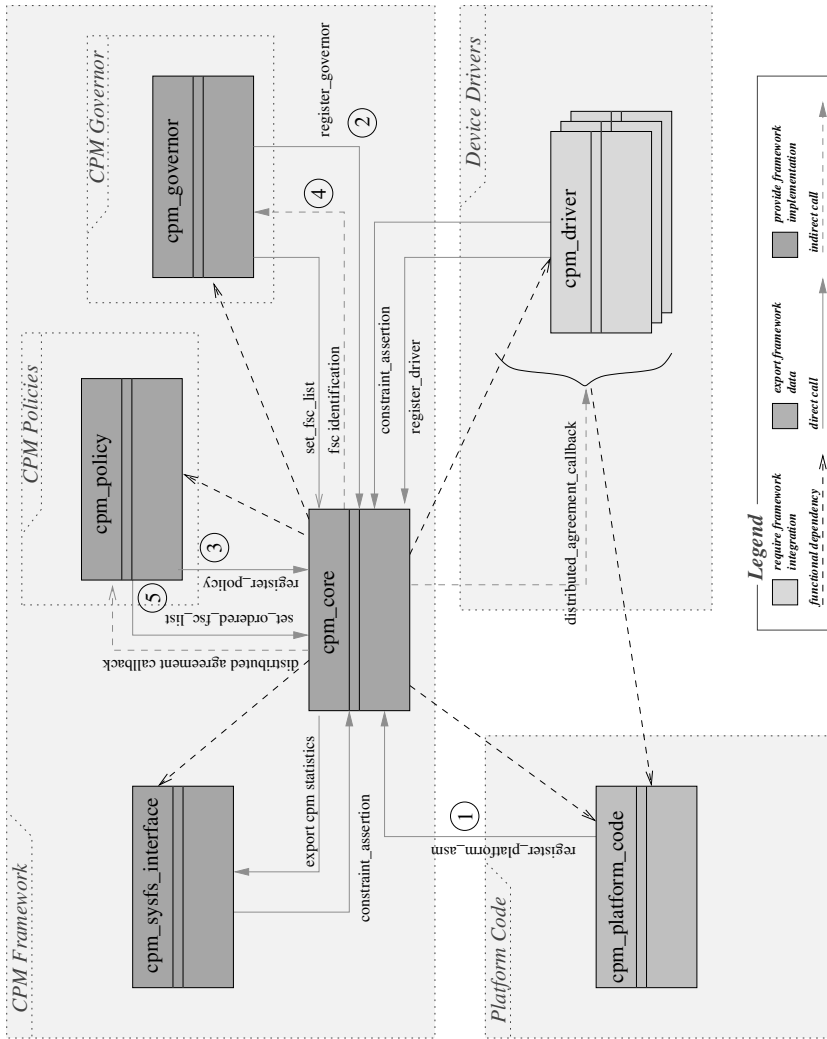 CPM Framework
cpm_sysfs_interface
export cpm statistics
constraint_assertion
CPM Policies
cpm_policy
3
5
register_policy
set_ordered_fsc_list
distributed agreement callback
CPM Governor
cpm_governor
register_governor
2
4
set_fsc_list
fsc identification
cpm_core
constraint_assertion
register_driver
Device Drivers
cpm_driver
distributed_agreement_callback
Platform Code
cpm_platform_code
register_platform_asm
1
Legend
require framework
integration
export framework
data
provide framework
implementation
functional dependency
direct call
indirect call